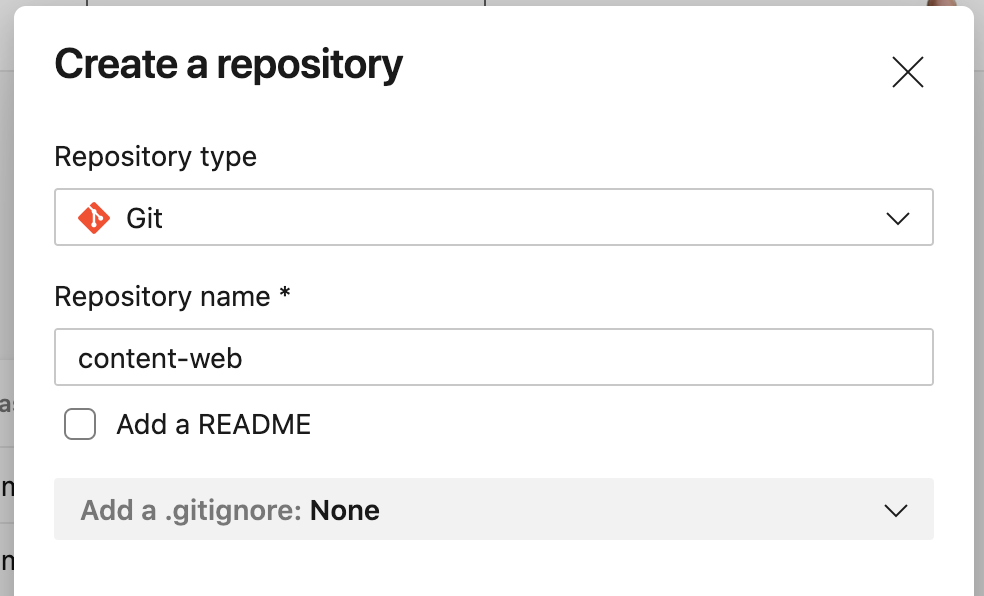 Create a repository
Repository type
Git
Repository name *
content-web
Add a README
Add a .gitignore: None